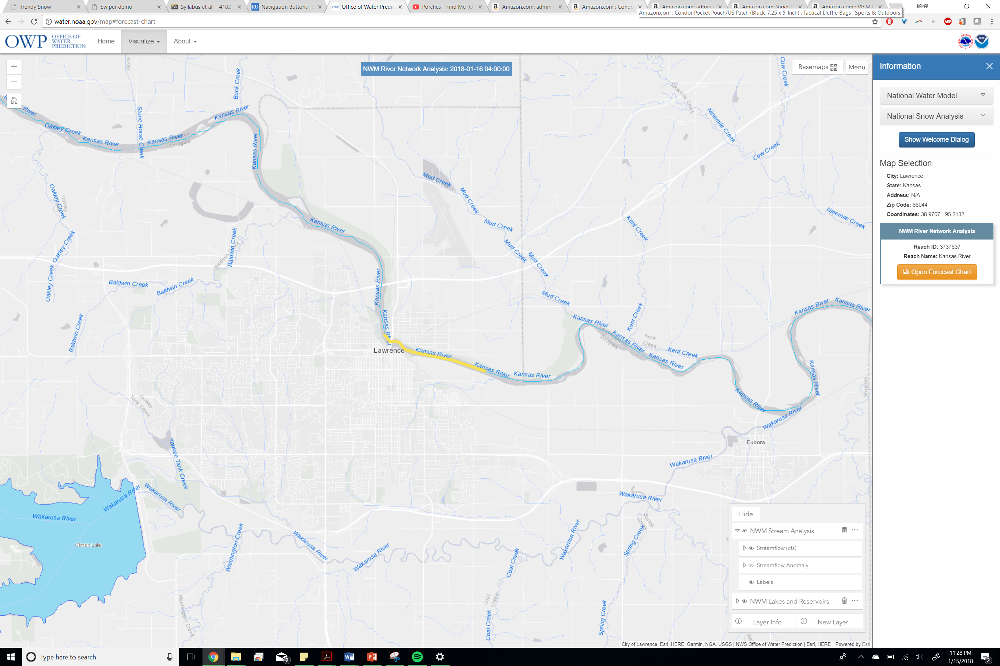 Trendy Snow
Swiper demo
Syllabus et al. – 4182-
Navigation Buttons |
Office of Water Predic
Porches - Find Me (O
Amazon.com: admin
Amazon.com : Condo
Amazon.com: admin
Amazon.com: Viper
Amazon.com : VISM
Matt
Amazon.com : Condor Pocket Pouch/US Patch (Black, 7.25 x 5-Inch) : Tactical Duffle Bags : Sports & Outdoors
water.noaa.gov/map#forecast-chart
ABP
OWP OFFICE OF
WATER
PREDICTION
Home
Visualize
About
NWM River Network Analysis: 2018-01-16 04:00:00
Basemaps
Menu
Information
National Water Model
National Snow Analysis
Show Welcome Dialog
Map Selection
City: Lawrence
State: Kansas
Address: N/A
Zip Code: 66044
Coordinates: 38.9707, -95.2132
NWM River Network Analysis
Reach ID: 3737637
Reach Name: Kansas River
Open Forecast Chart
Stone
Buck Creek
Cow Creek
Kansas River
Stone Horse Creek
Oakley Creek
Kansas River
Kansas River
Douglas
Kansas River
Ninemile Creek
Ninemile Creek
Cow Creek
Mud Creek
Mud Creek
Mud Creek
Mud Creek
Mud Creek
Mud Creek
Kent Creek
Ninemile Creek
Oakley Creek
Oakley
Oakley Creek
Oakley Creek
Baldwin Creek
Baldwin Creek
Baldwin Creek
Baldwin Creek
Baldwin Creek
Kansas River
Kansas River
Kansas River
Lawrence
Kansas River
Kansas River
Kansas River
Kansas River
Kent Creek
Kent
Creek
Kent Creek
Leavenworth
Douglas
Kansas River
Kansas River
Kansas River
Kansas River
Kansas River
Kansas River
Douglas
Wakarusa River
Eudora
Wakarusa River
Yankee
Tank Creek
Yankee Tank Creek
Wakarusa River
Wakarusa River
Wakarusa River
Clinton Lake
Washington Creek
Washington Creek
Wakarusa River
Wakarusa River
Coal Creek
Coal
Creek
Coal Creek
Wakarusa River
Wakarusa River
Spring
Creek
Spring Creek
Spring Creek
Hide
NWM Stream Analysis
Streamflow (cfs)
Streamflow Anomaly
Labels
NWM Lakes and Reservoirs
Layer Info
New Layer
City of Lawrence, Esri, HERE, Garmin, NGA, USGS | NWS Office of Water Prediction | Esri, HERE Powered by Esri
Type here to search
2
11:28 PM
1/15/2018
2